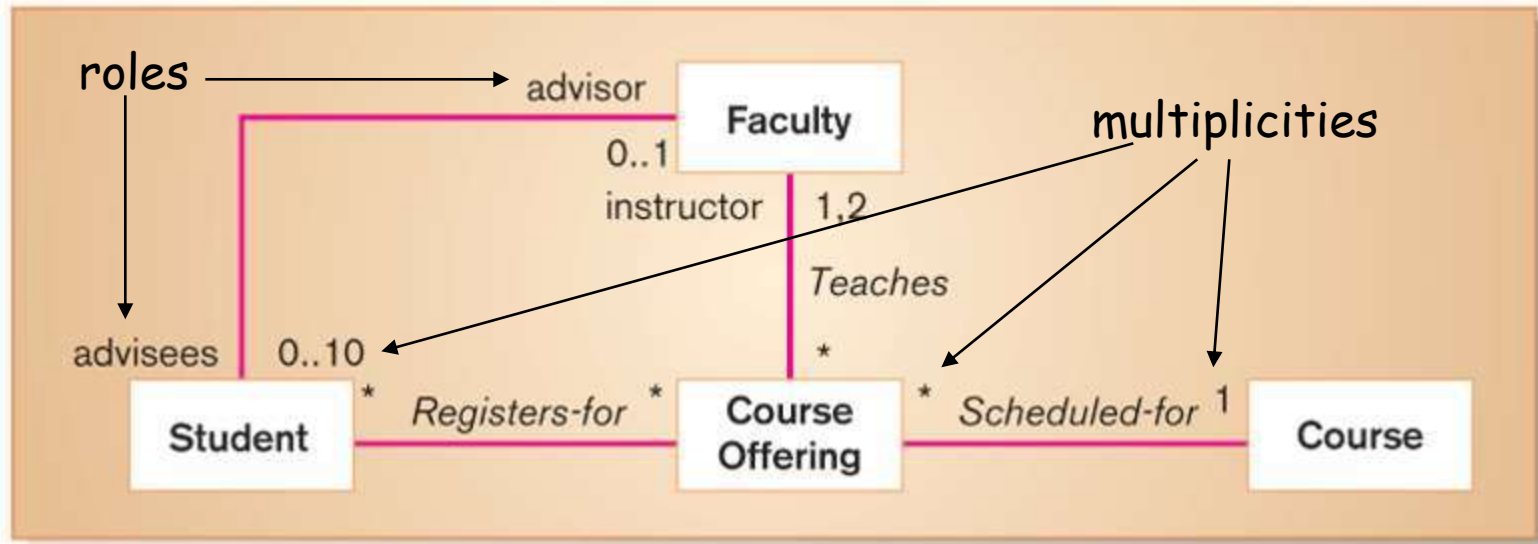 roles
advisor
Faculty
multiplicities
0..1
instructor
1,2
Teaches
advisees
0..10
*
*
Registers-for
*
*
Scheduled-for
1
Student
Course
Offering
Course